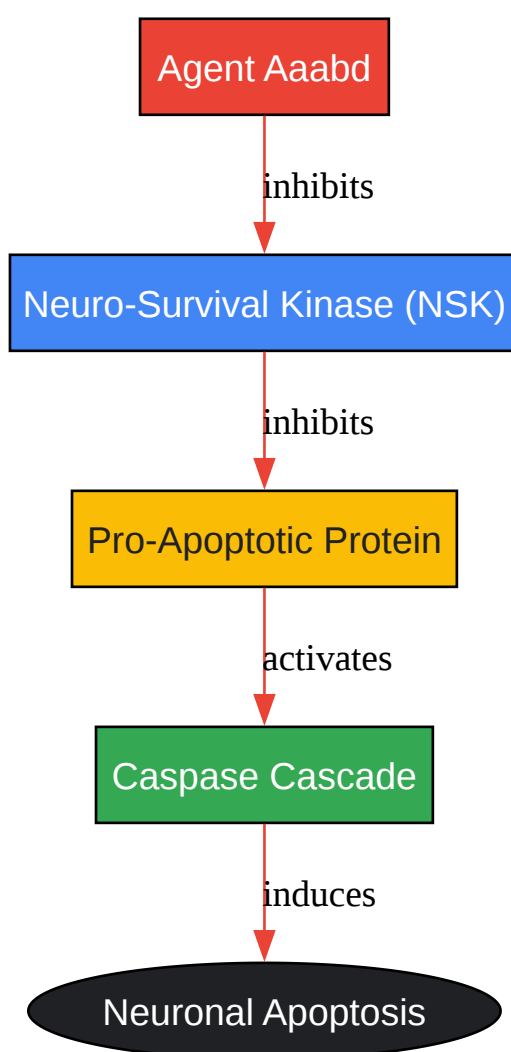 Agent Aaabd
inhibits
Neuro-Survival Kinase (NSK)
inhibits
Pro-Apoptotic Protein
activates
Caspase Cascade
induces
Neuronal Apoptosis